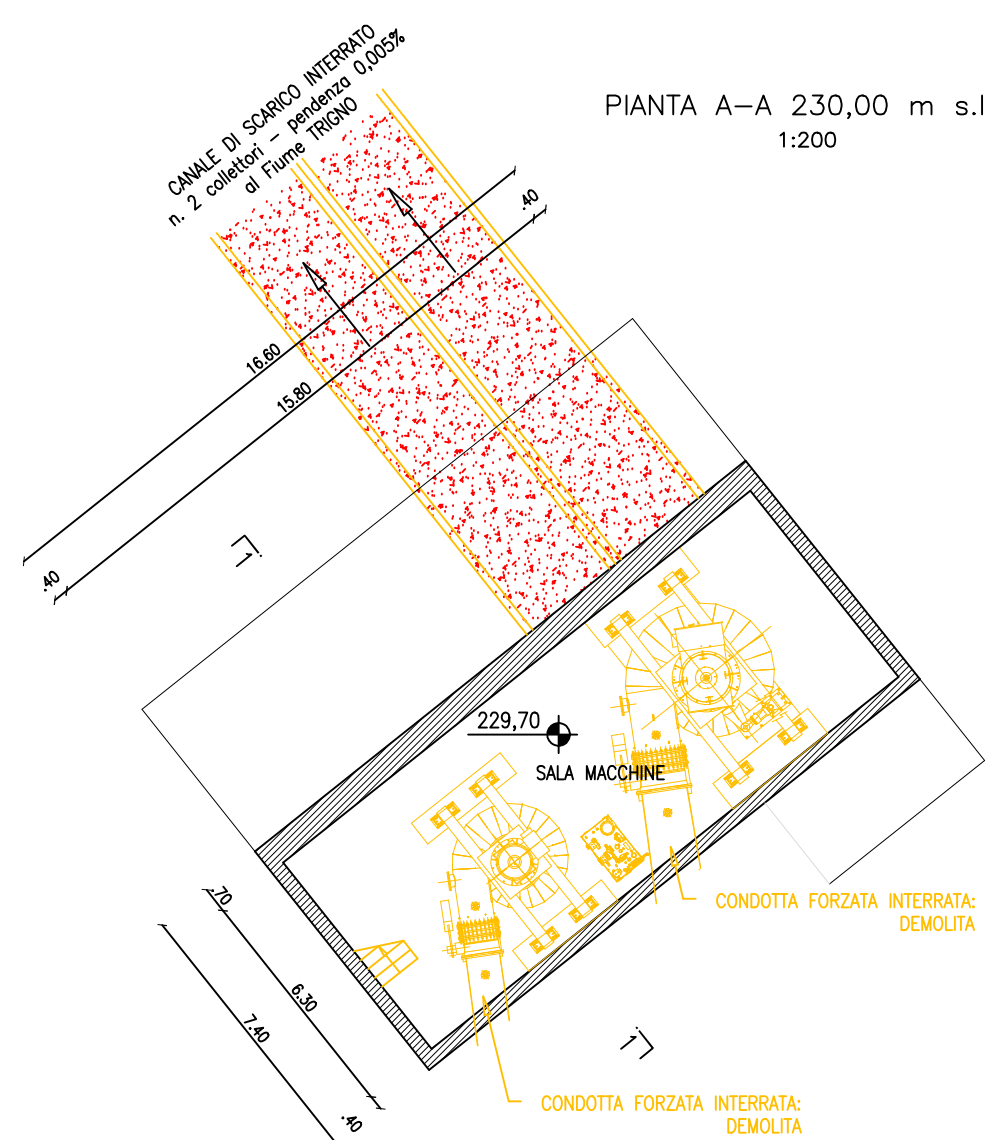 CANALE DI SCARICO INTERRATO
n. 2 collettori – pendenza 0,005%
al Fiume TRIGNO
PIANTA A–A 230,00 m s.l
1:200
.40
16.60
15.80
.40
1
229,70
SALA MACCHINE
.70
6.30
7.40
.40
1
CONDOTTA FORZATA INTERRATA:
DEMOLITA
CONDOTTA FORZATA INTERRATA:
DEMOLITA